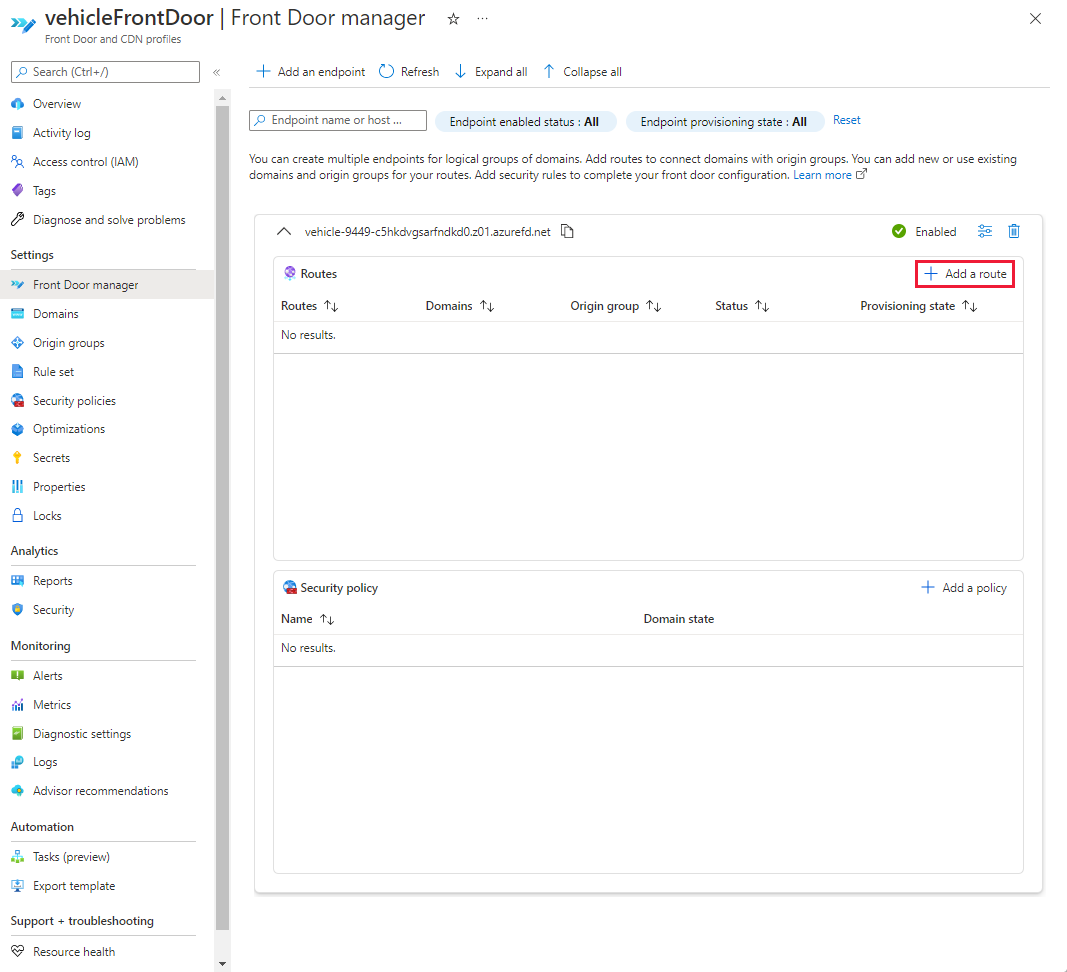 vehicleFrontDoor | Front Door manager ☆ ···
Front Door and CDN profiles
Search (Ctrl+/)
«
Overview
Activity log
Access control (IAM)
Tags
Diagnose and solve problems
Settings
Front Door manager
Domains
Origin groups
Rule set
Security policies
Optimizations
Secrets
Properties
Locks
Analytics
Reports
Security
Monitoring
Alerts
Metrics
Diagnostic settings
Logs
Advisor recommendations
Automation
Tasks (preview)
Export template
Support + troubleshooting
Resource health
Add an endpoint Refresh Expand all Collapse all
Endpoint name or host ... Endpoint enabled status : All Endpoint provisioning state : All Reset
You can create multiple endpoints for logical groups of domains. Add routes to connect domains with origin groups. You can add new or use existing
domains and origin groups for your routes. Add security rules to complete your front door configuration. Learn more
vehicle-9449-c5hkdvgsarfndkd0.z01.azurefd.net Enabled
Routes Add a route
Routes Domains Origin group Status Provisioning state
No results.
Security policy Add a policy
Name Domain state
No results.